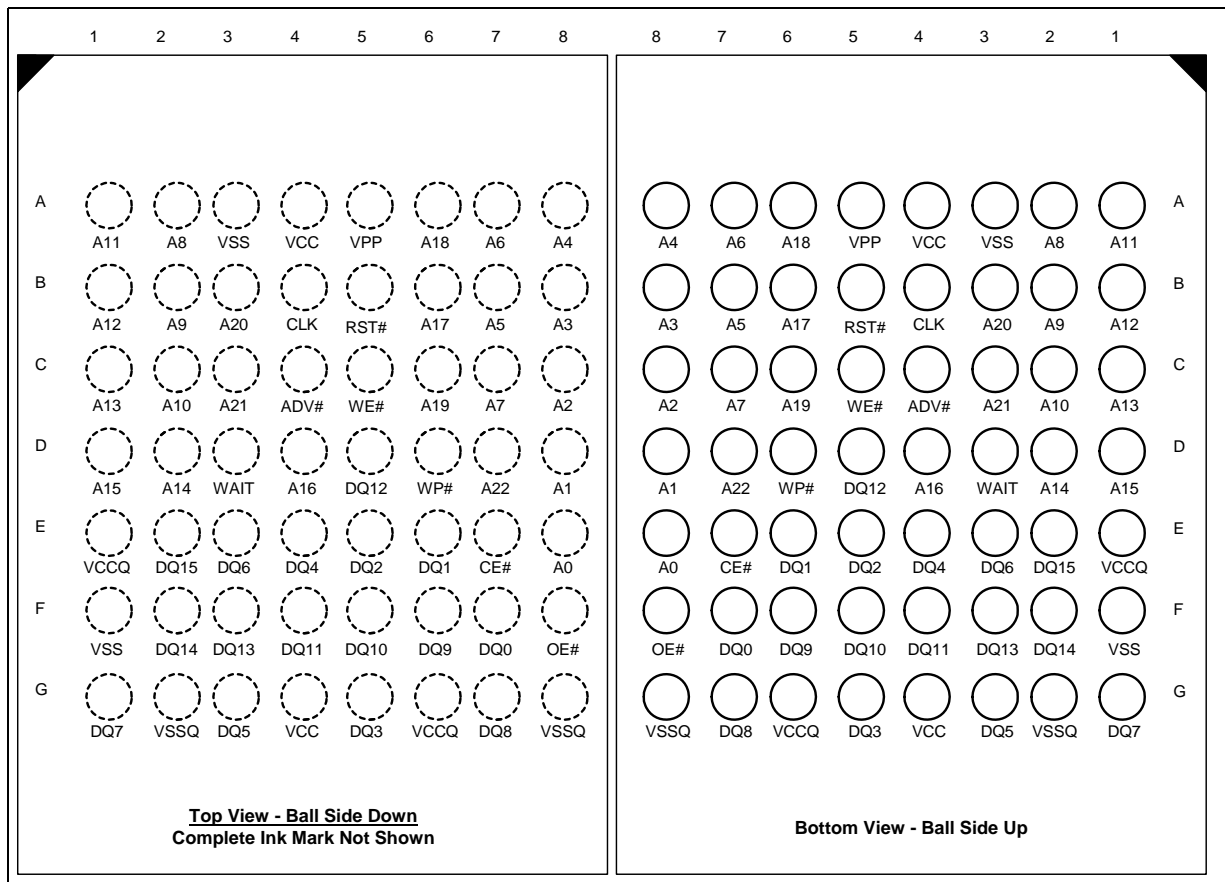 1 2 3 4 5 6 7 8 8 7 6 5 4 3 2 1
A A
A11 A8 VSS VCC VPP A18 A6 A4 A4 A6 A18 VPP VCC VSS A8 A11
B B
A12 A9 A20 CLK RST# A17 A5 A3 A3 A5 A17 RST# CLK A20 A9 A12
C C
A13 A10 A21 ADV# WE# A19 A7 A2 A2 A7 A19 WE# ADV# A21 A10 A13
D D
A15 A14 WAIT A16 DQ12 WP# A22 A1 A1 A22 WP# DQ12 A16 WAIT A14 A15
E E
VCCQ DQ15 DQ6 DQ4 DQ2 DQ1 CE# A0 A0 CE# DQ1 DQ2 DQ4 DQ6 DQ15 VCCQ
F F
VSS DQ14 DQ13 DQ11 DQ10 DQ9 DQ0 OE# OE# DQ0 DQ9 DQ10 DQ11 DQ13 DQ14 VSS
G G
DQ7 VSSQ DQ5 VCC DQ3 VCCQ DQ8 VSSQ VSSQ DQ8 VCCQ DQ3 VCC DQ5 VSSQ DQ7
Top View - Ball Side Down
Complete Ink Mark Not Shown
Bottom View - Ball Side Up